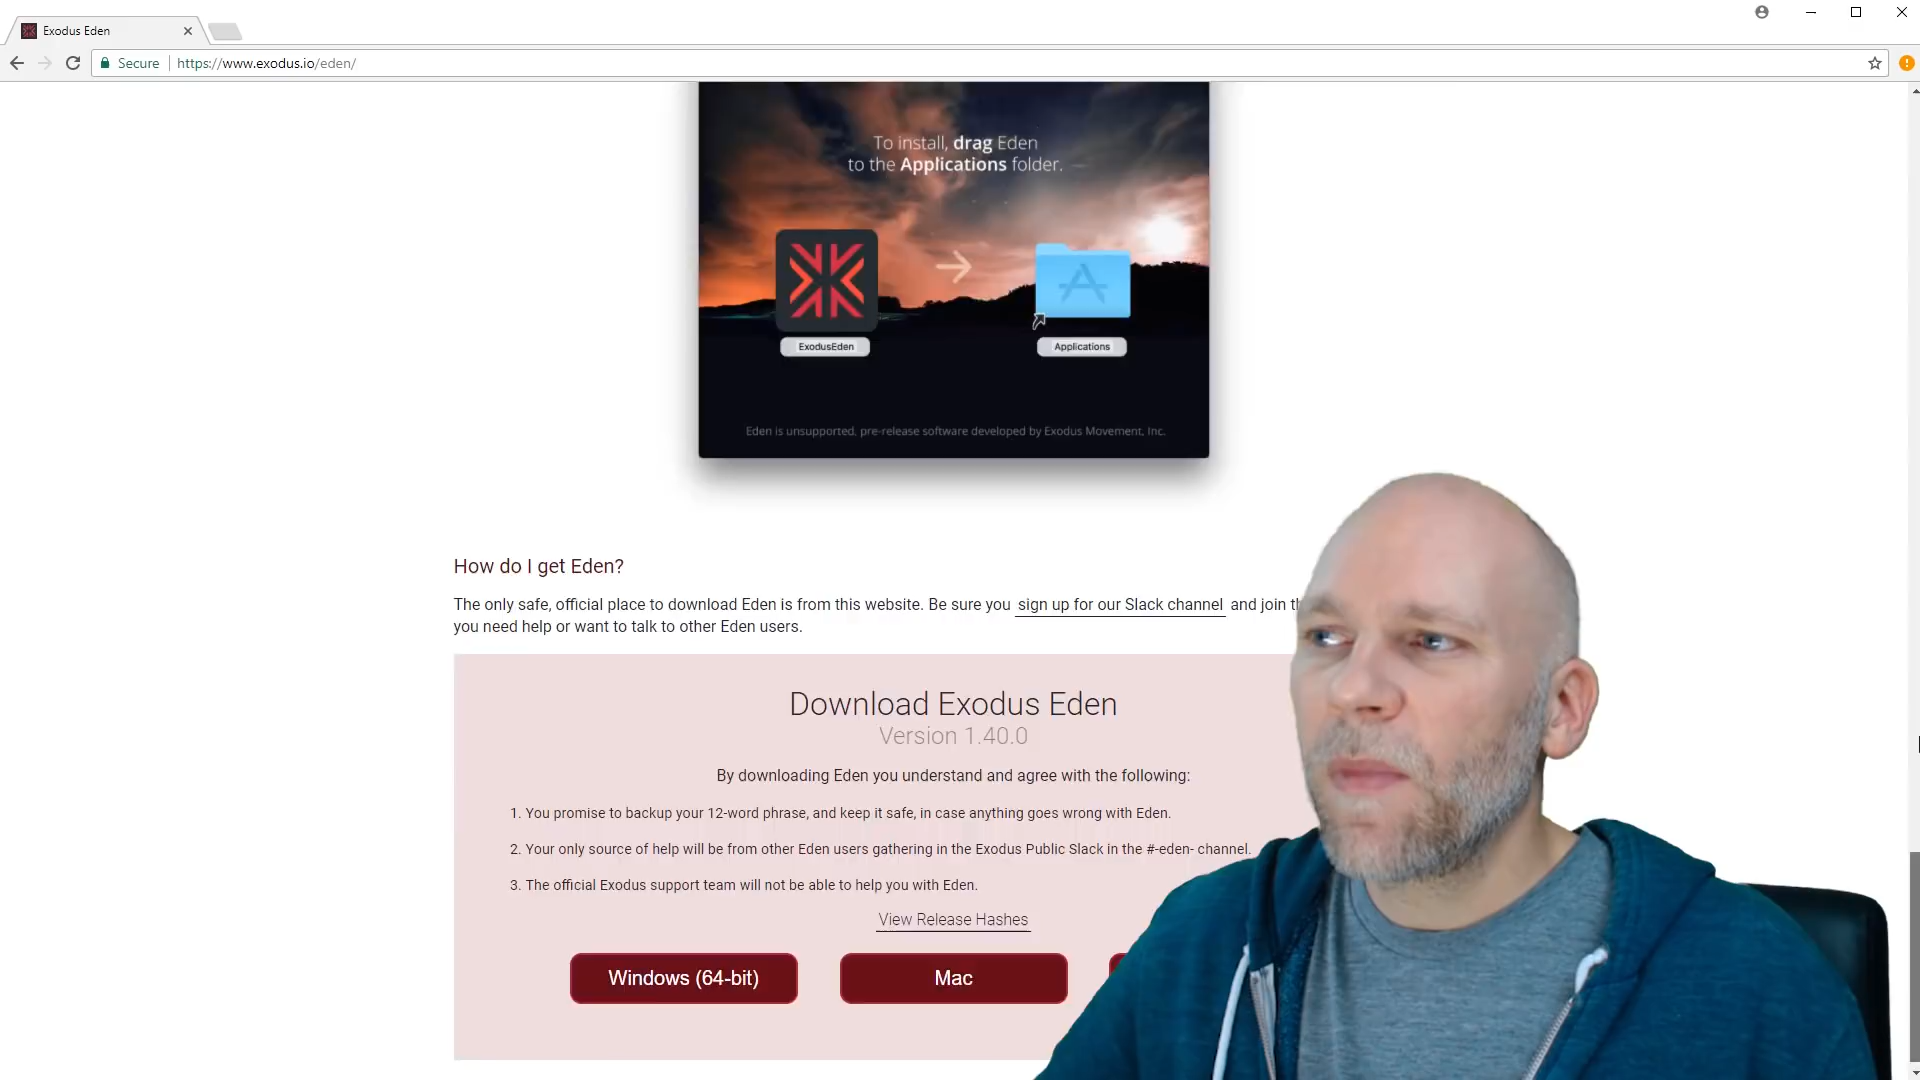 Exodus Eden
Secure https://www.exodus.io/eden/
To install, drag Eden
to the Applications folder.
ExodusEden
Applications
Eden is unsupported, pre-release software developed by Exodus Movement, Inc.
How do I get Eden?
The only safe, official place to download Eden is from this website. Be sure you sign up for our Slack channel and join
you need help or want to talk to other Eden users.
Download Exodus Eden
Version 1.40.0
By downloading Eden you understand and agree with the following:
1. You promise to backup your 12-word phrase, and keep it safe, in case anything goes wrong with Eden.
2. Your only source of help will be from other Eden users gathering in the Exodus Public Slack in the #-eden- channel.
3. The official Exodus support team will not be able to help you with Eden.
View Release Hashes
Windows (64-bit)
Mac